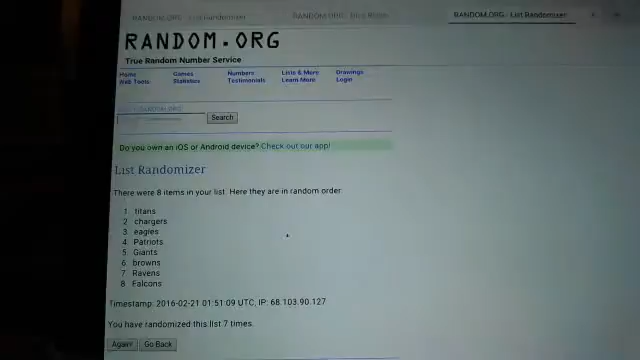 RANDOM.ORG - List Randomizer
RANDOM.ORG - List Randomizer
RANDOM.ORG
True Random Number Service
Home Games Numbers Lists & More Drawings
Web Tools Statistics Testimonials Learn More Login
Search
Do you own an iOS or Android device? Check out our app!
List Randomizer
There were 8 items in your list. Here they are in random order:
1 titans
2 chargers
3 eagles
4 Patriots
5 Giants
6 browns
7 Ravens
8 Falcons
Timestamp: 2016-02-21 01:51:09 UTC, IP: 68.103.90.127
You have randomized this list 7 times.
Again! Go Back